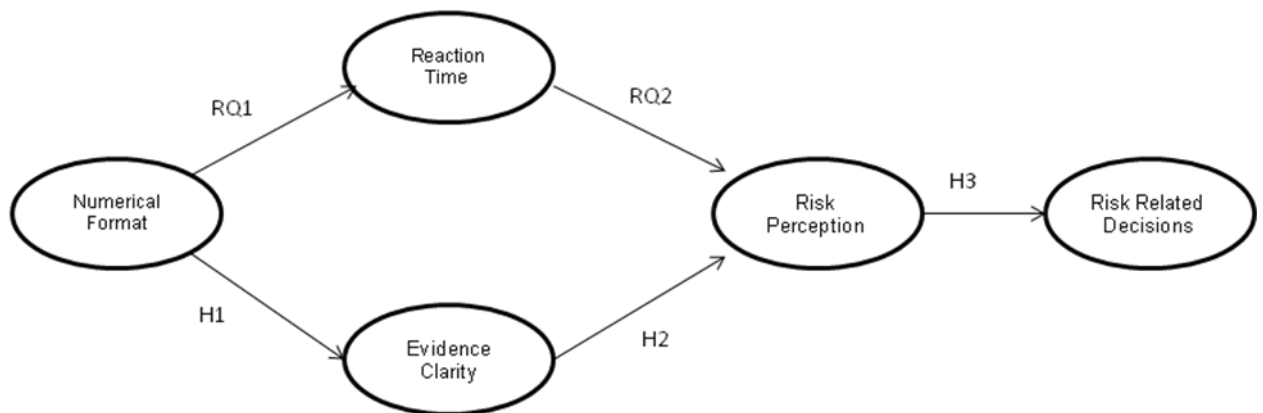 Reaction
Time
RQ1
RQ2
Numerical
Format
Risk
Perception
H3
Risk Related
Decisions
H1
H2
Evidence
Clarity